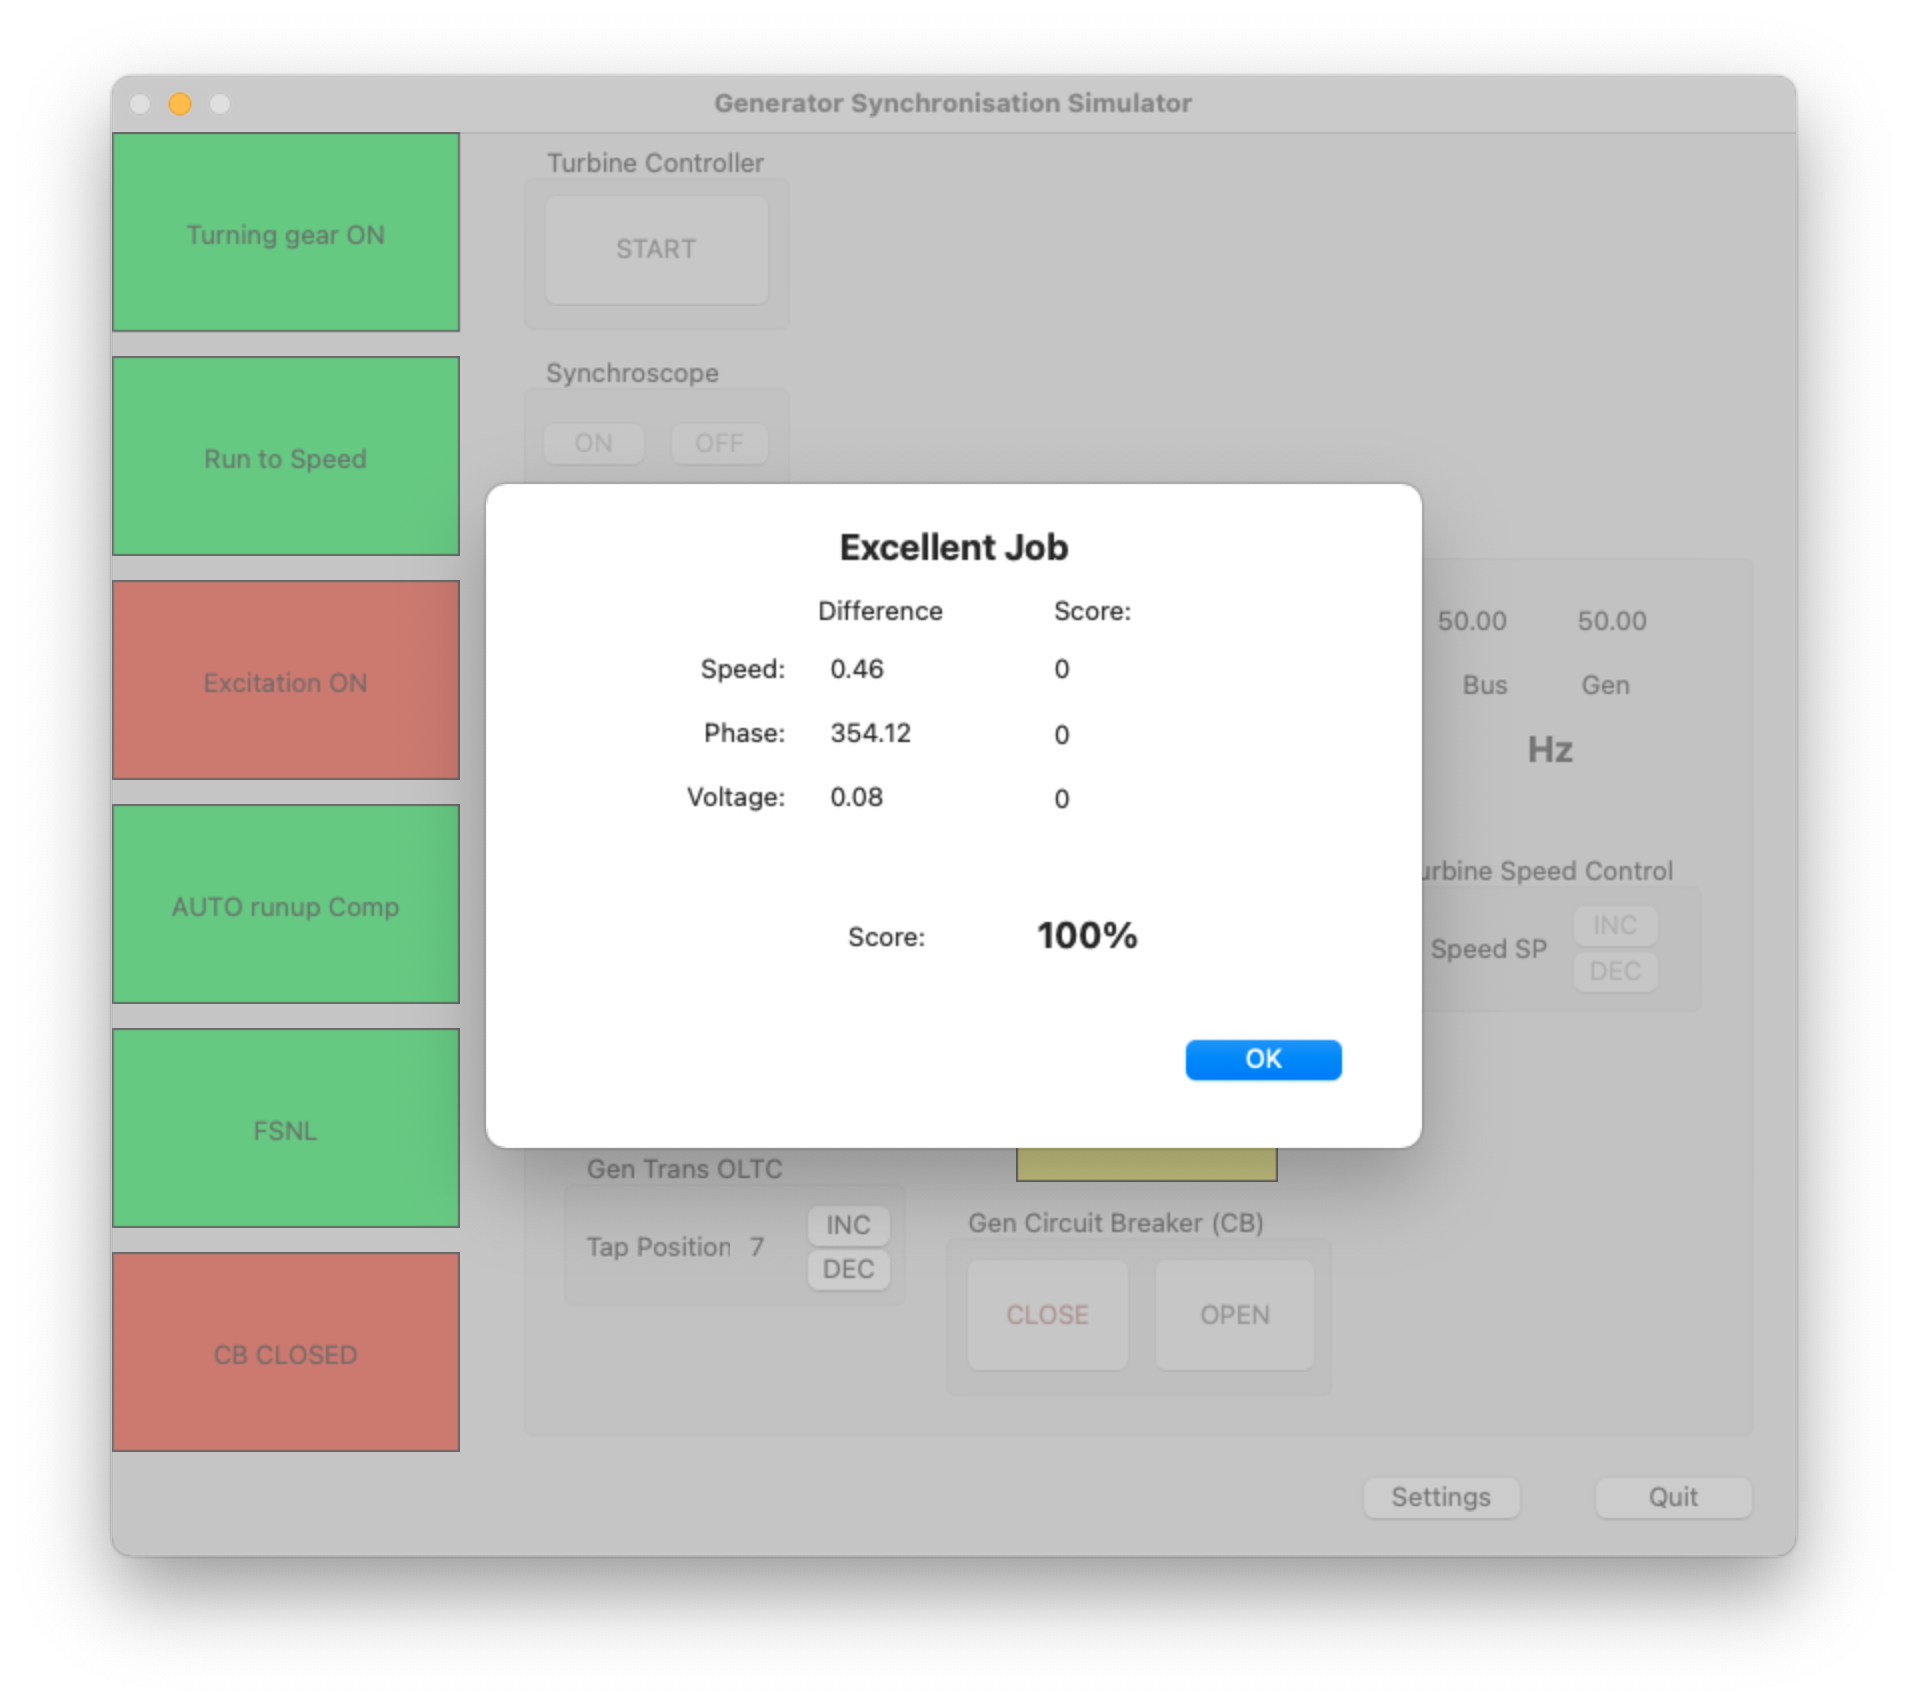 Generator Synchronisation Simulator
Turning gear ON
Run to Speed
Excitation ON
AUTO runup Comp
FSNL
CB CLOSED
Turbine Controller
START
Synchroscope
ON OFF
Excellent Job
Difference Score:
Speed: 0.46 0
Phase: 354.12 0
Voltage: 0.08 0
Score: 100%
OK
50.00 50.00
Bus Gen
Hz
urbine Speed Control
Speed SP
INC
DEC
Gen Trans OLTC
Tap Position 7
INC
DEC
Gen Circuit Breaker (CB)
CLOSE OPEN
Settings Quit